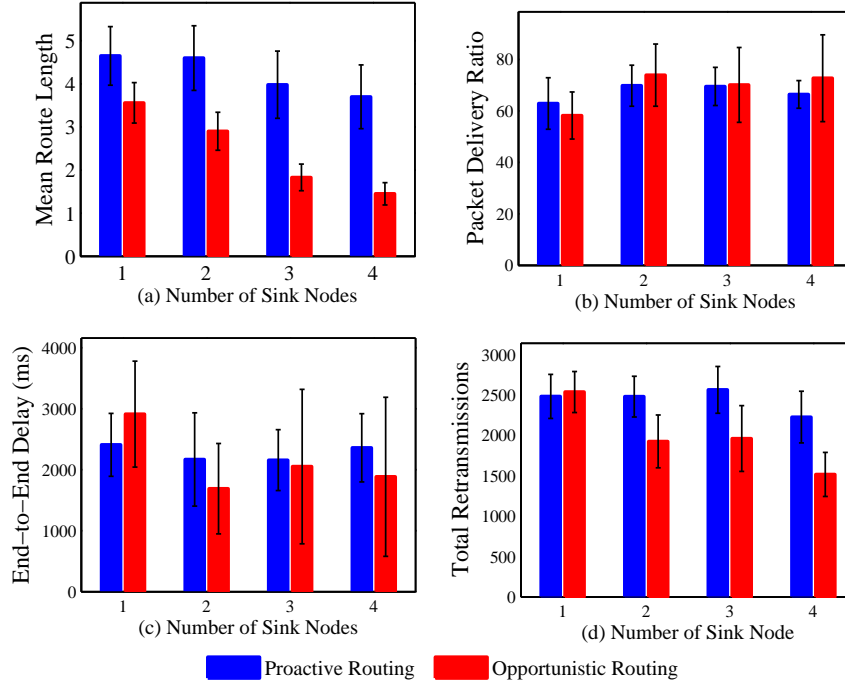 Mean Route Length
5
4
3
2
1
0
1 2 3 4
(a) Number of Sink Nodes
Packet Delivery Ratio
80
60
40
20
0
1 2 3 4
(b) Number of Sink Nodes
End−to−End Delay (ms)
4000
3000
2000
1000
0
1 2 3 4
(c) Number of Sink Nodes
Total Retransmissions
3000
2500
2000
1500
1000
500
0
1 2 3 4
(d) Number of Sink Node
Proactive Routing Opportunistic Routing